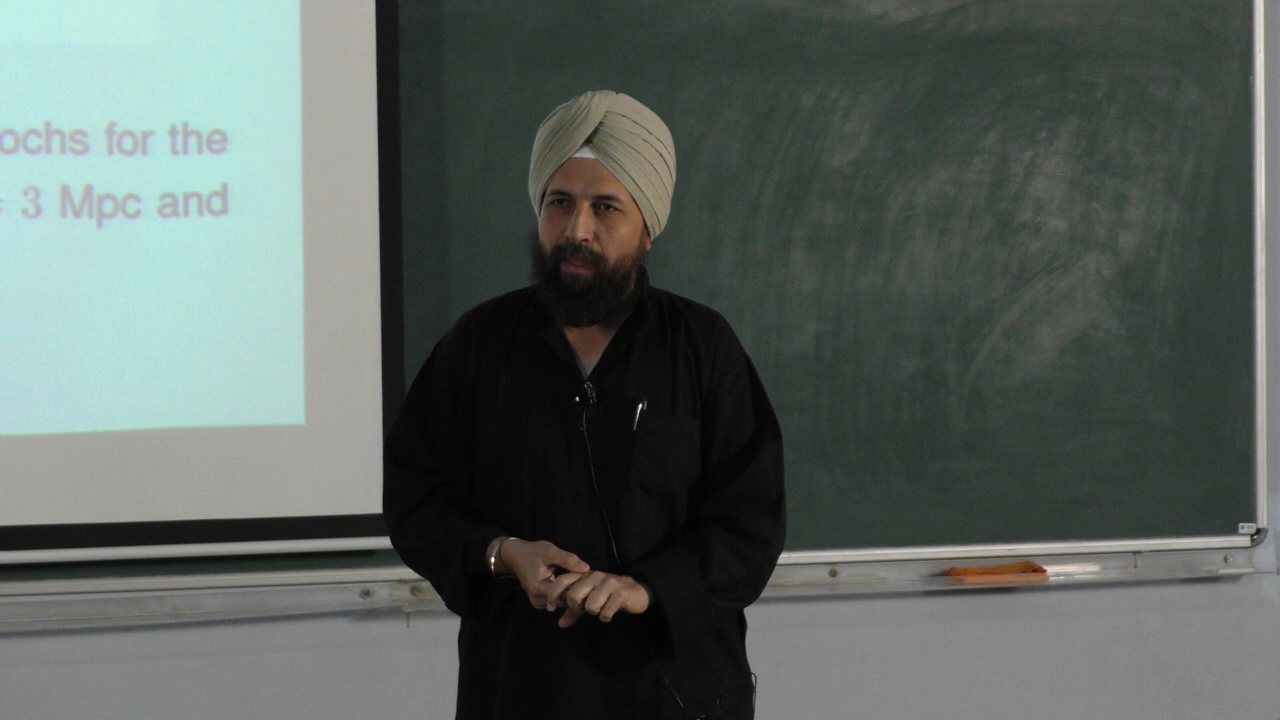 ochs for the
= 3 Mpc and